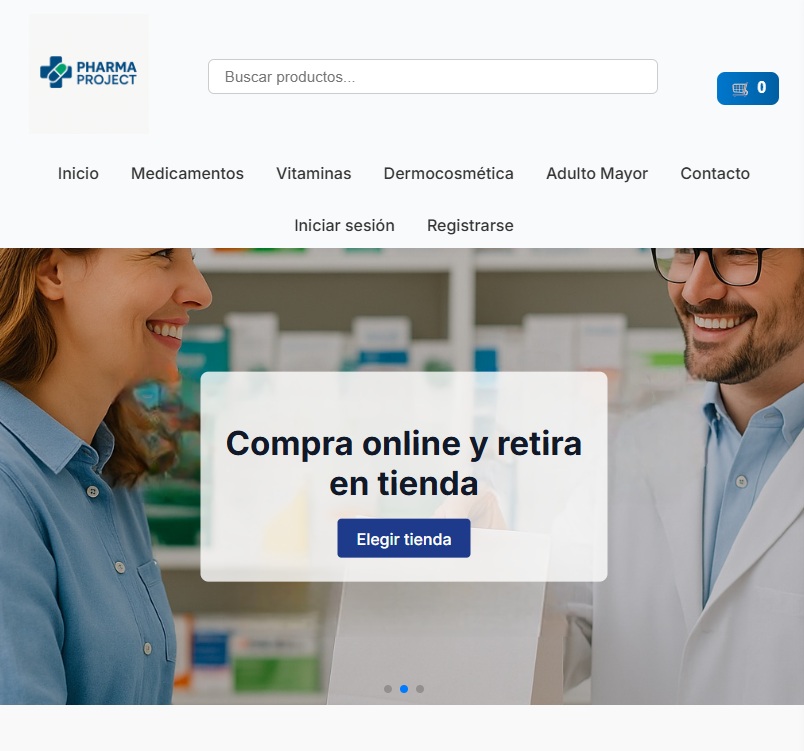 PHARMA
PROJECT
Buscar productos...
0
Inicio Medicamentos Vitaminas Dermocosmética Adulto Mayor Contacto
Iniciar sesión Registrarse
Compra online y retira
en tienda
Elegir tienda